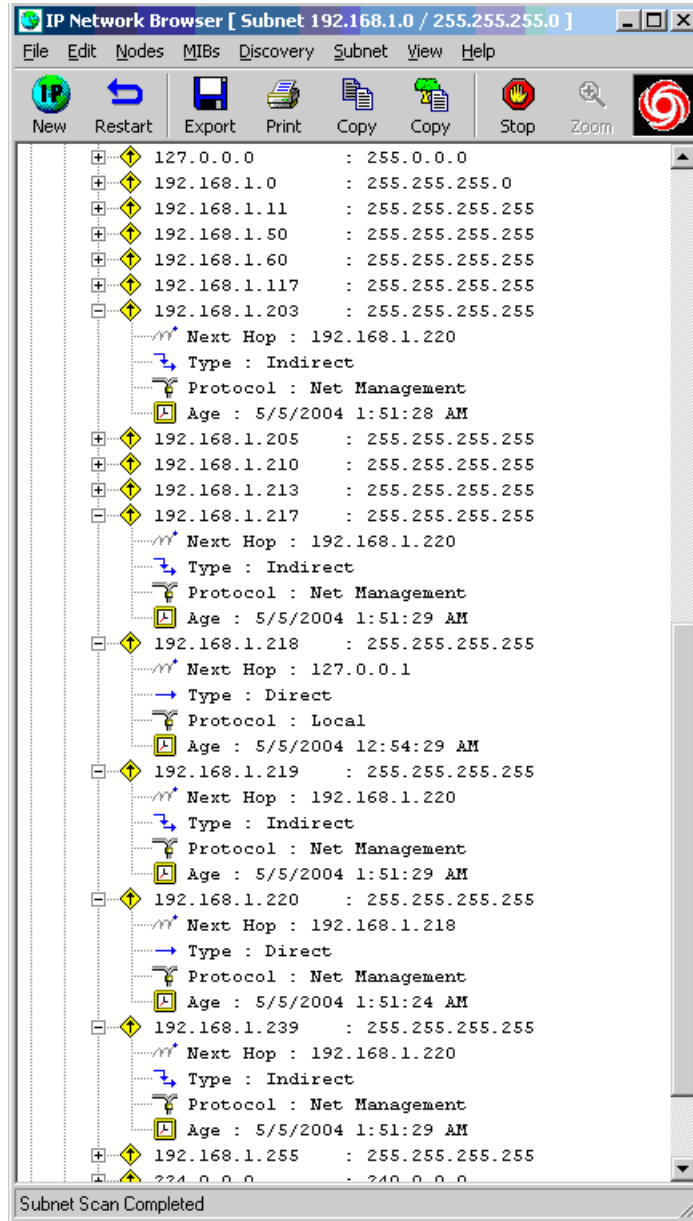 IP Network Browser [ Subnet 192.168.1.0 / 255.255.255.0 ]
File Edit Nodes MIBs Discovery Subnet View Help
IP
New Restart Export Print Copy Copy Stop Zoom
127.0.0.0 : 255.0.0.0
192.168.1.0 : 255.255.255.0
192.168.1.11 : 255.255.255.255
192.168.1.50 : 255.255.255.255
192.168.1.60 : 255.255.255.255
192.168.1.117 : 255.255.255.255
192.168.1.203 : 255.255.255.255
Next Hop : 192.168.1.220
Type : Indirect
Protocol : Net Management
Age : 5/5/2004 1:51:28 AM
192.168.1.205 : 255.255.255.255
192.168.1.210 : 255.255.255.255
192.168.1.213 : 255.255.255.255
192.168.1.217 : 255.255.255.255
Next Hop : 192.168.1.220
Type : Indirect
Protocol : Net Management
Age : 5/5/2004 1:51:29 AM
192.168.1.218 : 255.255.255.255
Next Hop : 127.0.0.1
Type : Direct
Protocol : Local
Age : 5/5/2004 12:54:29 AM
192.168.1.219 : 255.255.255.255
Next Hop : 192.168.1.220
Type : Indirect
Protocol : Net Management
Age : 5/5/2004 1:51:29 AM
192.168.1.220 : 255.255.255.255
Next Hop : 192.168.1.218
Type : Direct
Protocol : Net Management
Age : 5/5/2004 1:51:24 AM
192.168.1.239 : 255.255.255.255
Next Hop : 192.168.1.220
Type : Indirect
Protocol : Net Management
Age : 5/5/2004 1:51:29 AM
192.168.1.255 : 255.255.255.255
224.0.0.0 : 240.0.0.0
Subnet Scan Completed